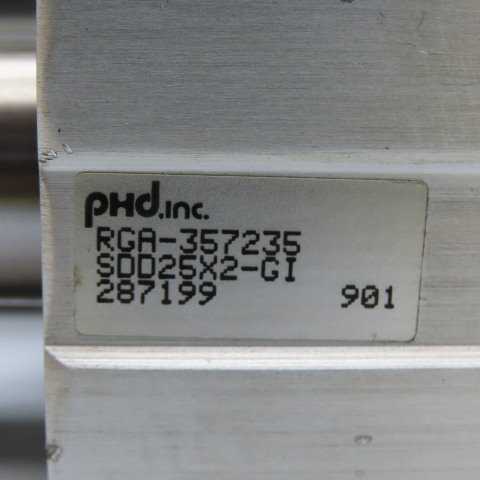 PHD,inc.
RGA-357235
SDD25X2-GI
287199 901